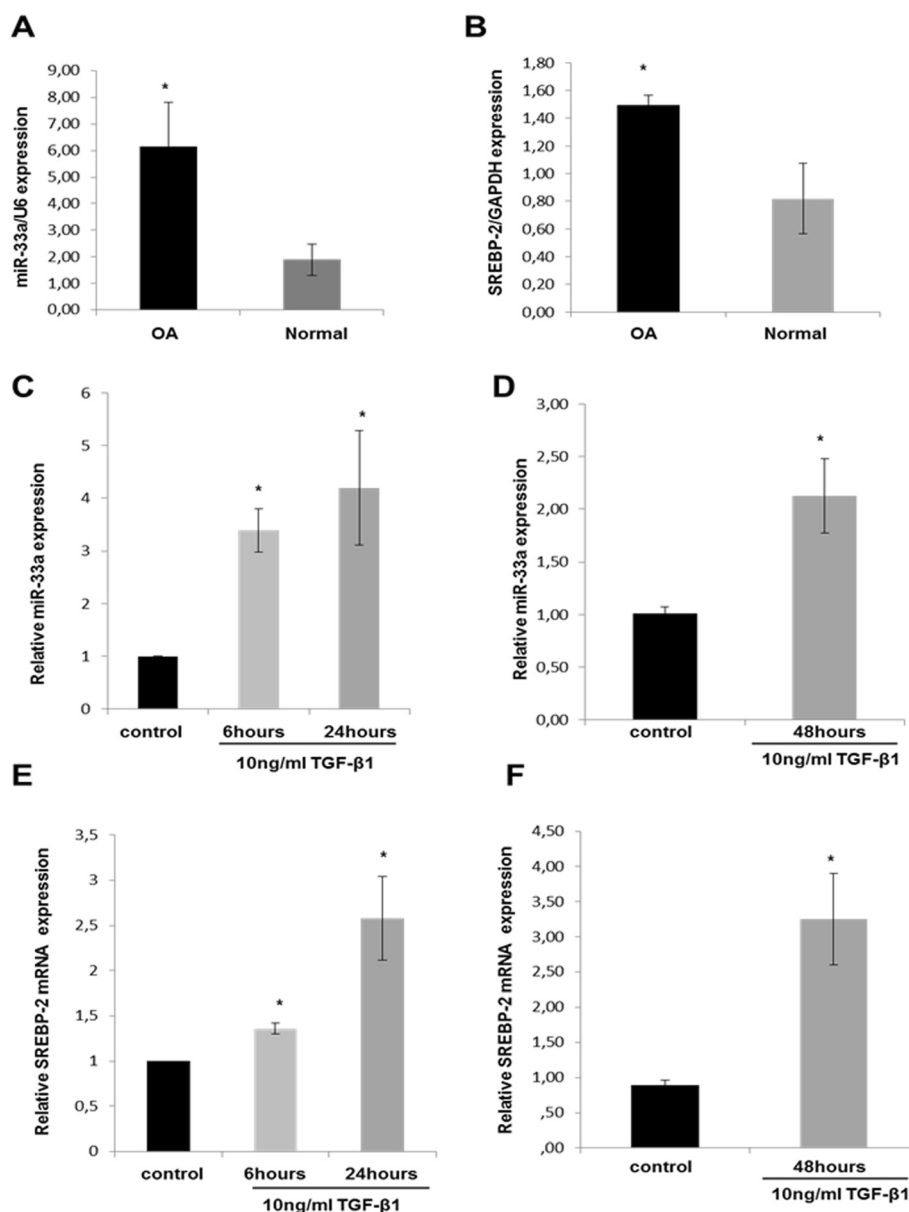 A
miR-33a/U6 expression
9,00
8,00
7,00
6,00
5,00
4,00
3,00
2,00
1,00
0,00
*
OA
Normal
B
SREBP-2/GAPDH expression
1,80
1,60
1,40
1,20
1,00
0,80
0,60
0,40
0,20
0,00
*
OA
Normal
C
Relative miR-33a expression
6
5
4
3
2
1
0
*
*
control
6hours
24hours
10ng/ml TGF-β1
D
Relative miR-33a expression
3,00
2,50
2,00
1,50
1,00
0,50
0,00
*
control
48hours
10ng/ml TGF-β1
E
Relative SREBP-2 mRNA expression
3,5
3
2,5
2
1,5
1
0,5
0
*
*
control
6hours
24hours
10ng/ml TGF-β1
F
Relative SREBP-2 mRNA expression
4,50
4,00
3,50
3,00
2,50
2,00
1,50
1,00
,50
,00
*
control
48hours
10ng/ml TGF-β1